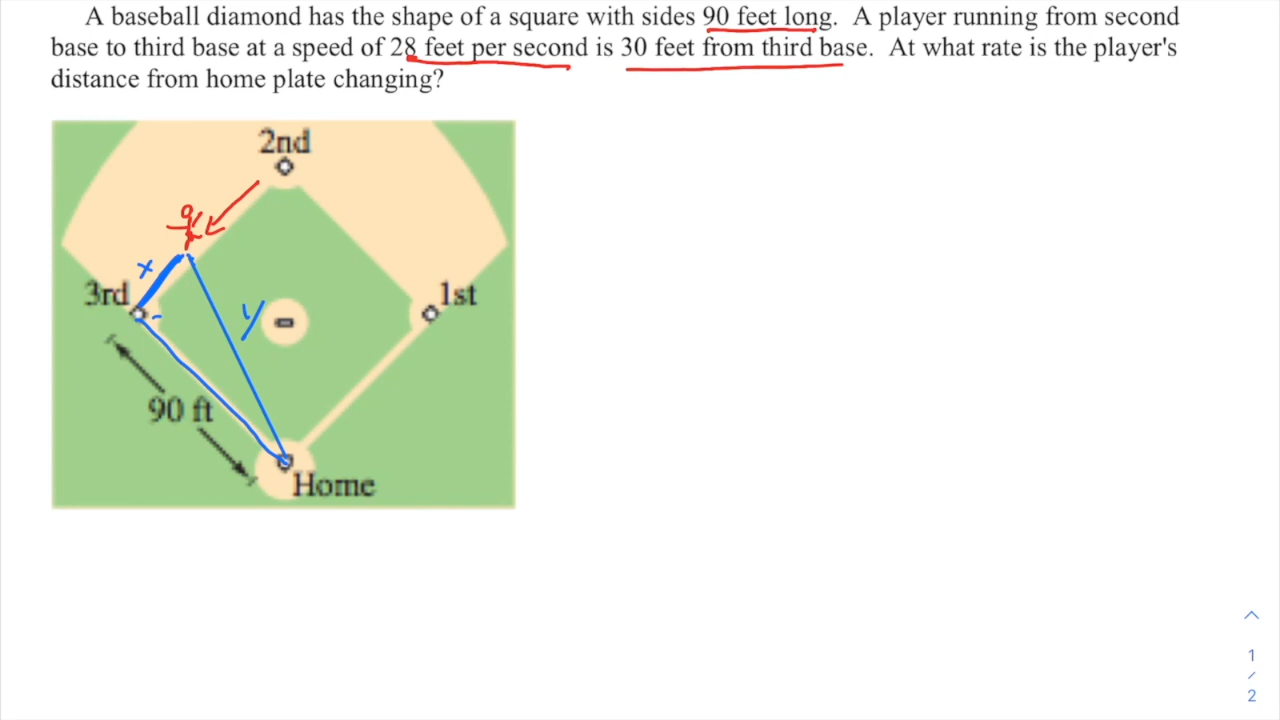 A baseball diamond has the shape of a square with sides 90 feet long. A player running from second
base to third base at a speed of 28 feet per second is 30 feet from third base. At what rate is the player's
distance from home plate changing?
2nd
x
3rd
y
1st
90 ft
Home
1
/
2